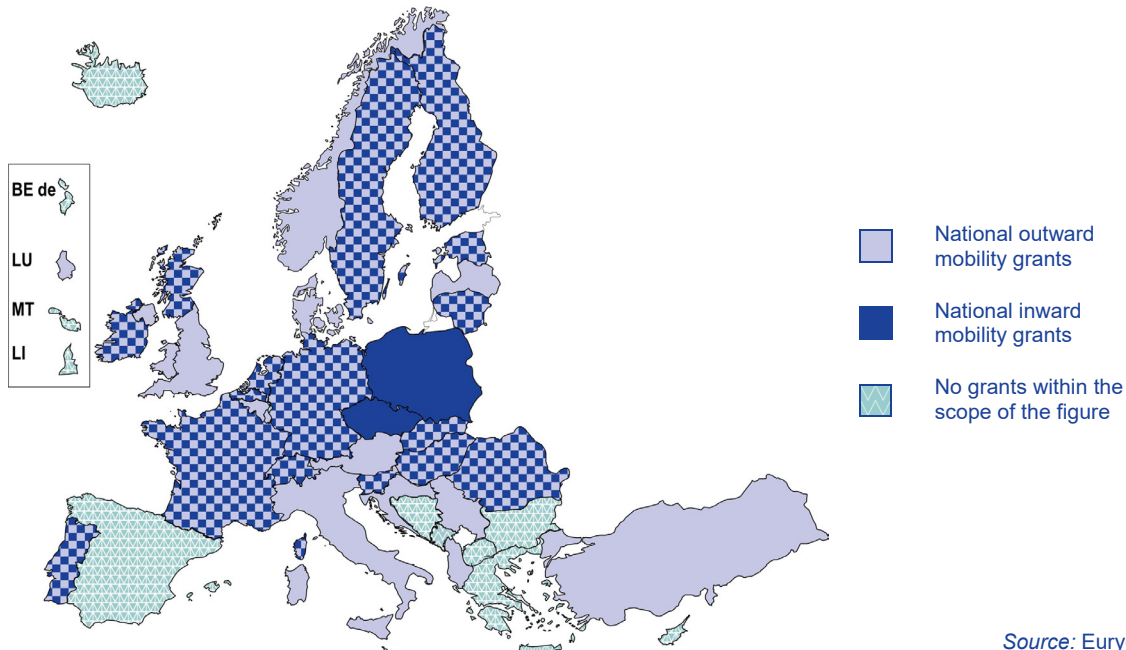 BE de
LU
MT
LI
National outward
mobility grants
National inward
mobility grants
No grants within the
scope of the figure
Source: Eury